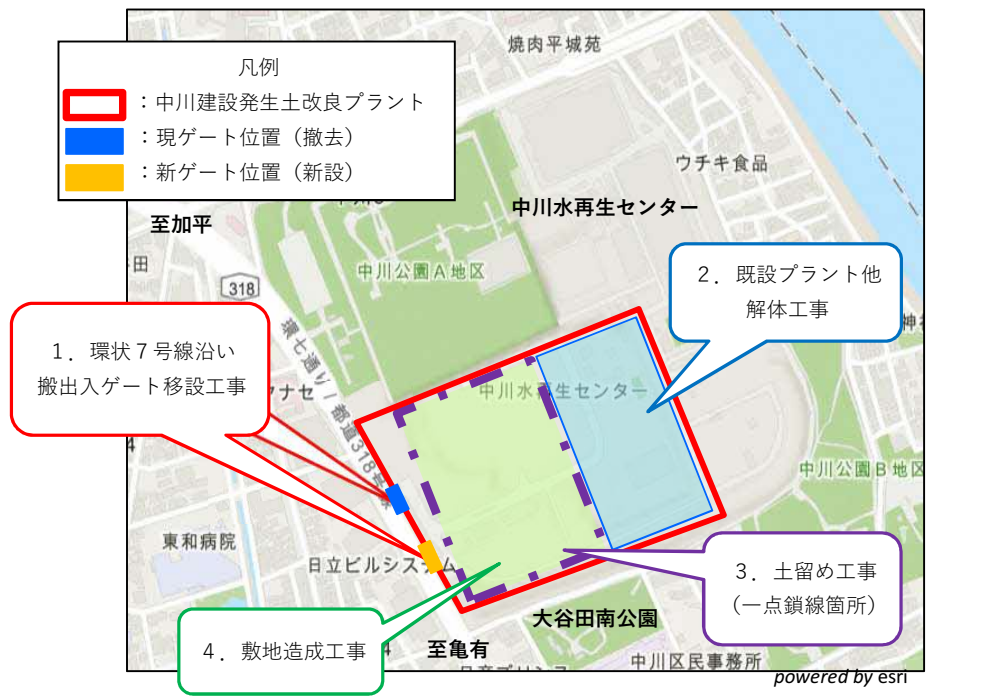 焼肉平城苑
凡例
：中川建設発生土改良プラント
：現ゲート位置（撤去）
：新ゲート位置（新設）
ウチキ食品
中川水再生センター
至加平
田
中川公園A地区
318
2．既設プラント他
解体工事
神
1．環状７号線沿い
搬出入ゲート移設工事
環七通り／都道318号線
ナセ
中川水再生センター
4
中川公園B地区
東和病院
日立ビルシステム
3．土留め工事
（一点鎖線箇所）
大谷田南公園
4．敷地造成工事
4
至亀有
中川区民事務所
powered by esri